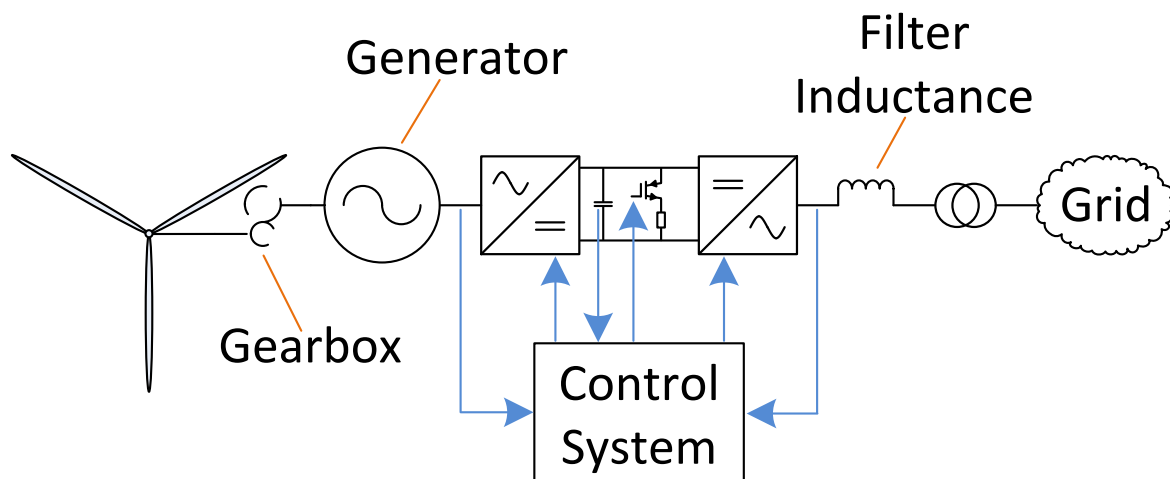 Filter
Inductance
Generator
Grid
Gearbox
Control
System